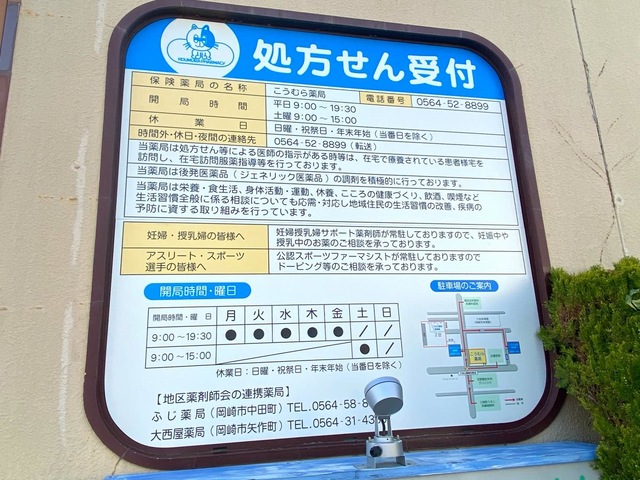 KOUMURA PHARMACY
処方せん受付
保険薬局の名称 こうむら薬局 電話番号 0564-52-8899
開局時間 平日 9:00～19:30
土曜 9:00～15:00
休業日 日曜・祝祭日・年末年始(当番日を除く)
時間外・休日・夜間の連絡先 0564-52-8899(転送)
当薬局は処方せん等による医師の指示がある時等は、在宅で療養されている患者様宅を
訪問し、在宅訪問服薬指導等を行っております。
当薬局は後発医薬品(ジェネリック医薬品)の調剤を積極的に行っております。
当薬局は栄養・食生活、身体活動・運動、休養、こころの健康づくり、飲酒、喫煙など
生活習慣全般に係る相談についても応需・対応し地域住民の生活習慣の改善、疾病の
予防に資する取り組みを行っています。
妊婦・授乳婦の皆様へ 妊婦授乳婦サポート薬剤師が常駐しておりますので、妊娠中や
授乳中のお薬のご相談を承っております。
アスリート・スポーツ
選手の皆様へ
公認スポーツファーマシストが常駐しておりますので
ドーピング等のご相談を承っております。
開局時間・曜日
開局時間・曜日 月 火 水 木 金 土 日
9:00～19:30 ● ● ● ● ● / /
9:00～15:00 ● /
休業日:日曜・祝祭日・年末年始(当番日を除く)
【地区薬剤師会の連携薬局】
ふじ薬局(岡崎市中田町) TEL.0564-58-8
大西屋薬局(岡崎市矢作町) TEL.0564-31-43
駐車場のご案内
こうむら
薬局